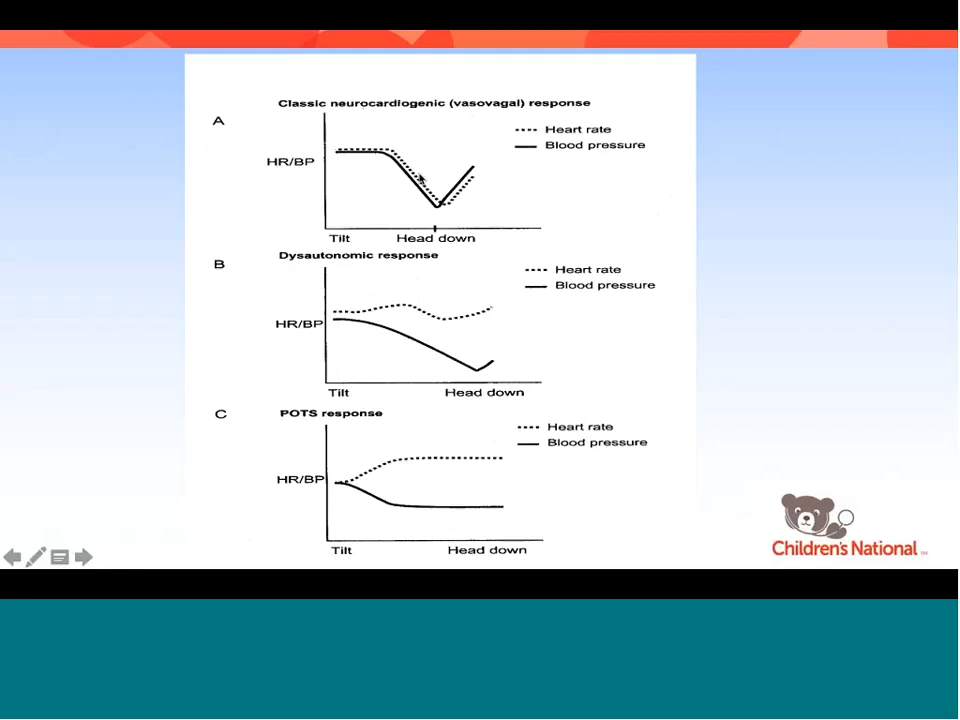 Classic neurocardiogenic (vasovagal) response
A
Heart rate
Blood pressure
HR/BP
Tilt
Head down
B
Dysautonomic response
Heart rate
Blood pressure
HR/BP
Tilt
Head down
C
POTS response
Heart rate
Blood pressure
HR/BP
Tilt
Head down
Children's National